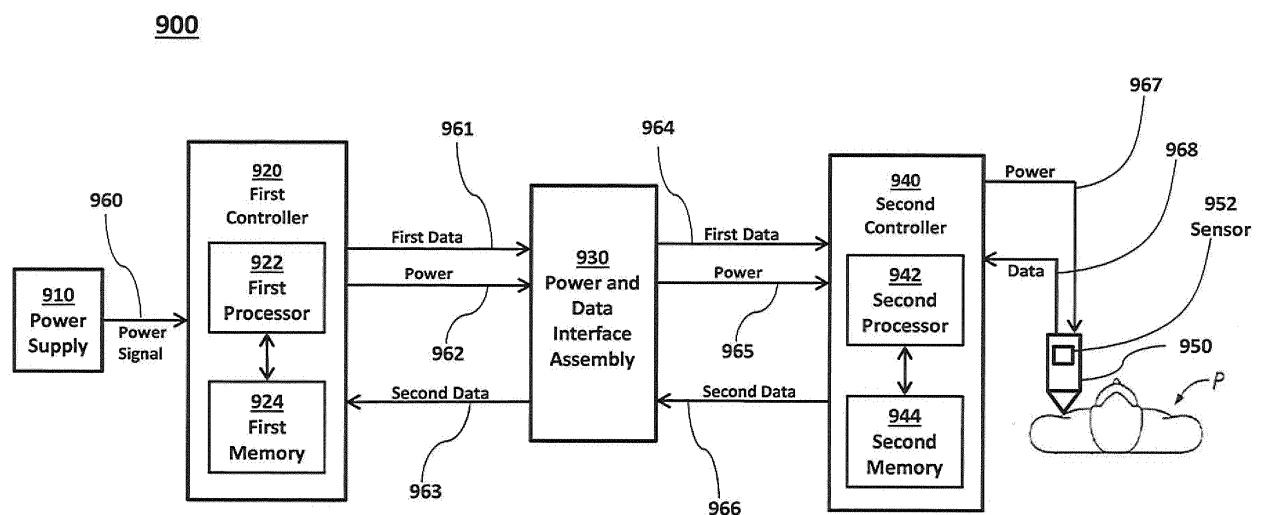 900
960
910
Power
Supply
Power
Signal
920
First
Controller
922
First
Processor
924
First
Memory
961
First Data
Power
962
Second Data
963
930
Power and
Data
Interface
Assembly
964
First Data
Power
965
Second Data
966
940
Second
Controller
942
Second
Processor
944
Second
Memory
967
Power
968
Data
952
Sensor
950
P